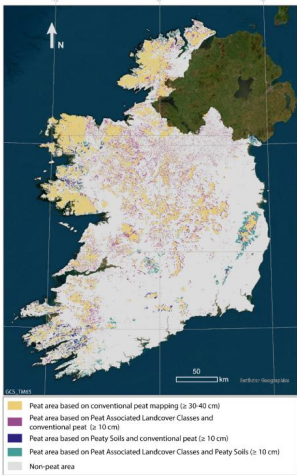 N
50
km
GCS_TM65
Earthstar Geographics
Peat area based on conventional peat mapping (≥ 30-40 cm)
Peat area based on Peat Associated Landcover Classes and
conventional peat (≥ 10 cm)
Peat area based on Peaty Soils and conventional peat (≥ 10 cm)
Peat area based on Peat Associated Landcover Classes and Peaty Soils (≥ 10 cm)
Non-peat area